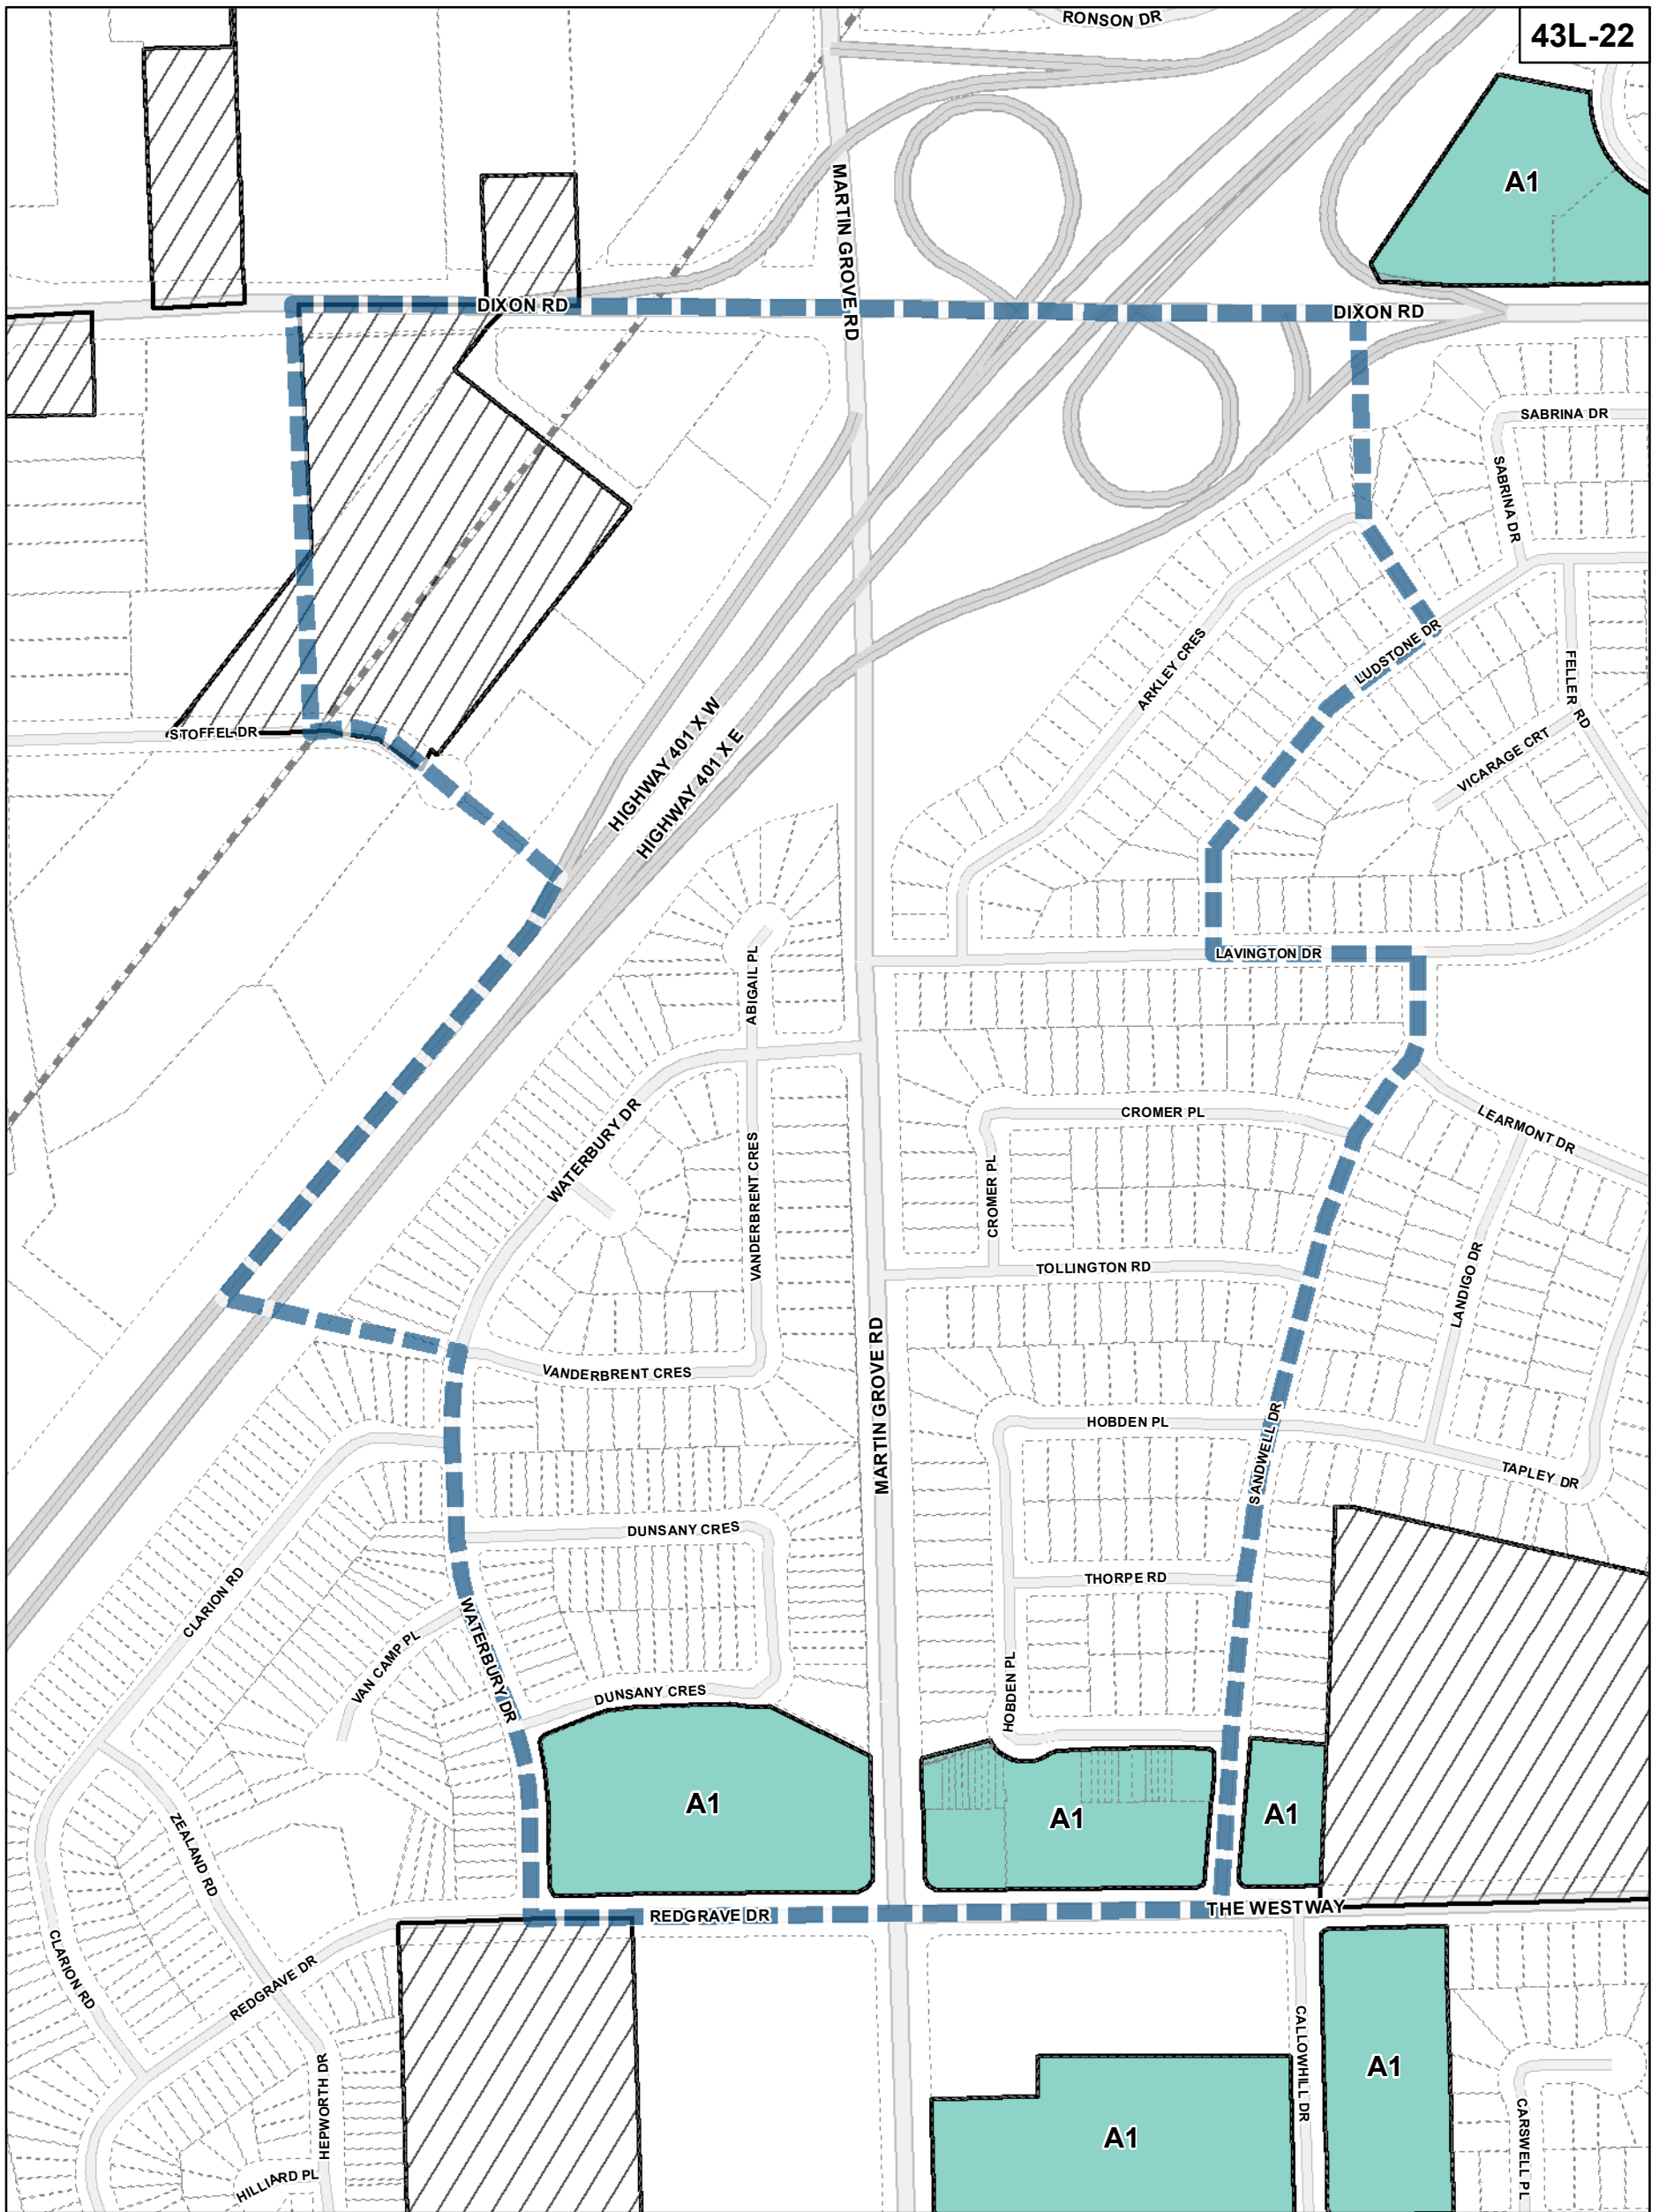 RONSON DR
43L-22
A1
MARTIN GROVE RD
DIXON RD
DIXON RD
SABRINA DR
SABRINA DR
LUDSTONE DR
ARKLEY CRES
FELLER RD
STOFFEL DR
VICARAGE CRT
HIGHWAY 401 X W
HIGHWAY 401 X E
LAVINGTON DR
ABIGAIL PL
CROMER PL
LEARMONT DR
WATERBURY DR
VANDERBRENT CRES
CROMER PL
TOLLINGTON RD
LANDIGO DR
VANDERBRENT CRES
MARTIN GROVE RD
HOBDEN PL
SANDWELL DR
TAPLEY DR
DUNSANY CRES
THORPE RD
CLARION RD
VAN CAMP PL
WATERBURY DR
DUNSANY CRES
HOBDEN PL
A1
A1
A1
ZEALAND RD
REDGRAVE DR
THE WESTWAY
CLARION RD
REDGRAVE DR
CALLOWHILL DR
A1
HEPWORTH DR
A1
CARSWELL PL
HILLIARD PL